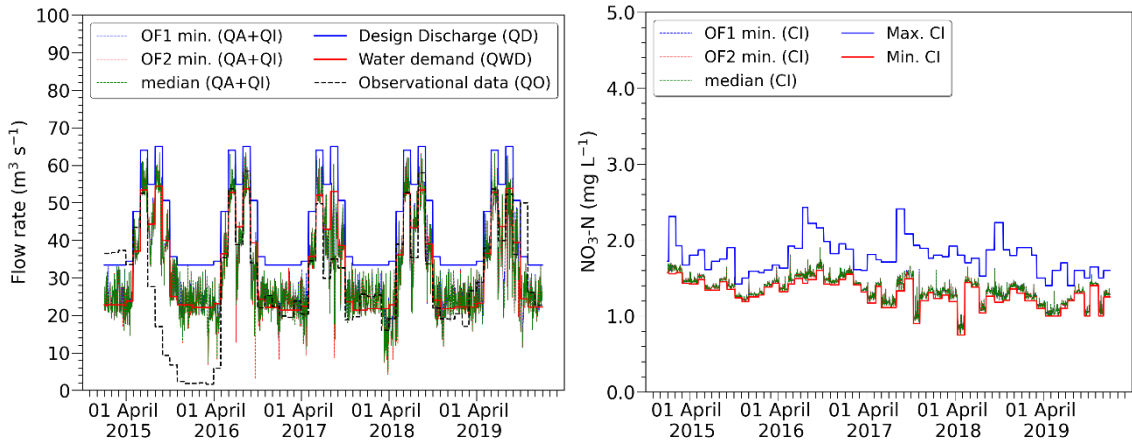 100
90
80
70
60
50
40
30
20
10
0
Flow rate (m³ s⁻¹)
OF1 min. (QA+QI)
OF2 min. (QA+QI)
median (QA+QI)
Design Discharge (QD)
Water demand (QWD)
Observational data (QO)
01 April 2015
01 April 2016
01 April 2017
01 April 2018
01 April 2019
5.0
4.0
3.0
2.0
1.0
0.0
NO₃-N (mg L⁻¹)
OF1 min. (CI)
OF2 min. (CI)
median (CI)
Max. CI
Min. CI
01 April 2015
01 April 2016
01 April 2017
01 April 2018
01 April 2019